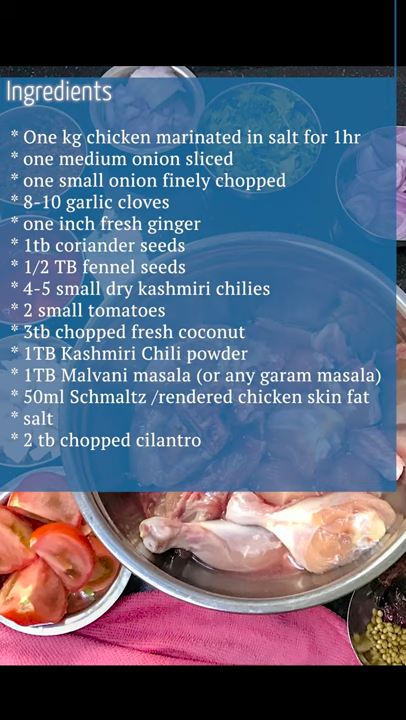 Ingredients
* One kg chicken marinated in salt for 1hr
* one medium onion sliced
* one small onion finely chopped
* 8-10 garlic cloves
* one inch fresh ginger
* 1tb coriander seeds
* 1/2 TB fennel seeds
* 4-5 small dry kashmiri chilies
* 2 small tomatoes
* 3tb chopped fresh coconut
* 1TB Kashmiri Chili powder
* 1TB Malvani masala (or any garam masala)
* 50ml Schmaltz /rendered chicken skin fat
* salt
* 2 tb chopped cilantro